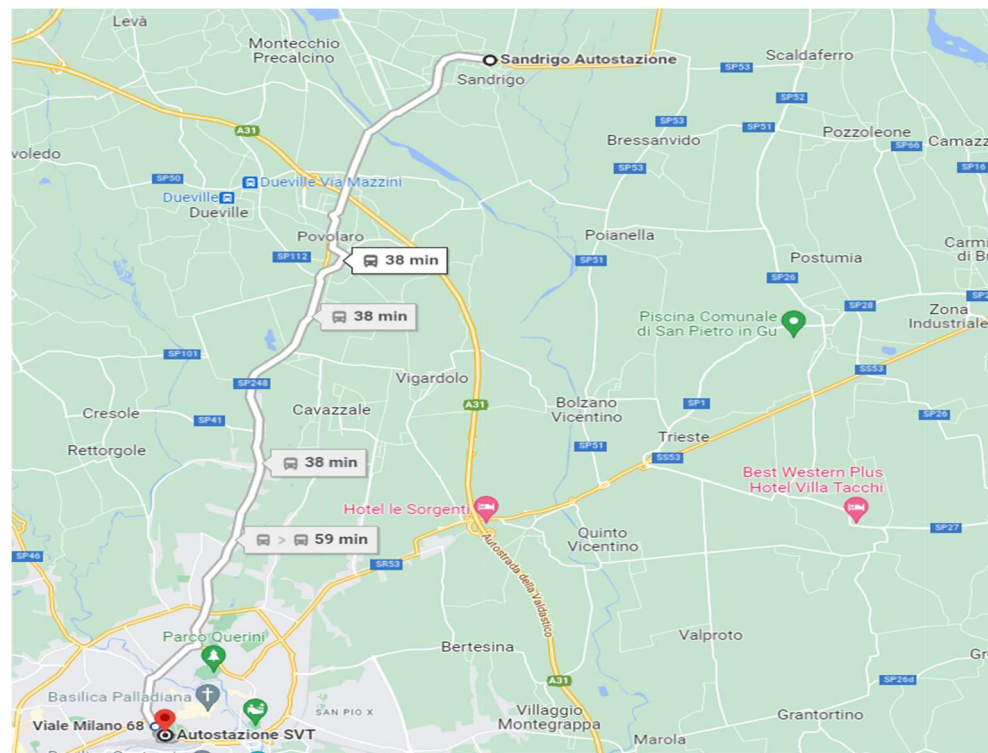 Levà
Montecchio
Precalcino
Sandrigo Autostazione
Sandrigo
Scaldaferro
SP53
SP52
SP53
SP51
Bressanvido
Pozzoleone
SP66
Camazz
A31
voledo
SP53
SP16
SP50
Dueville Via Mazzini
Dueville
Dueville
Povolaro
Poianella
Carmi
di Br
SP112
38 min
SP51
Postumia
SP26
SP28
SP2
Zona
Industriale
38 min
Piscina Comunale
di San Pietro in Gu
SP101
SS53
Vigardolo
SP248
A31
Bolzano
Vicentino
SP1
SP26
Cresole
Cavazzale
SP41
Trieste
Rettorgole
SP51
38 min
SS53
Best Western Plus
Hotel Villa Tacchi
Hotel le Sorgenti
SP27
59 min
Quinto
Vicentino
SP46
SR53
Autostrada della Valdastico
Parco Querini
Bertesina
Valproto
Gr
A31
SP26d
Basilica Palladiana
SAN PIO X
Villaggio
Montegrappa
Grantortino
Viale Milano 68
Autostazione SVT
Marola